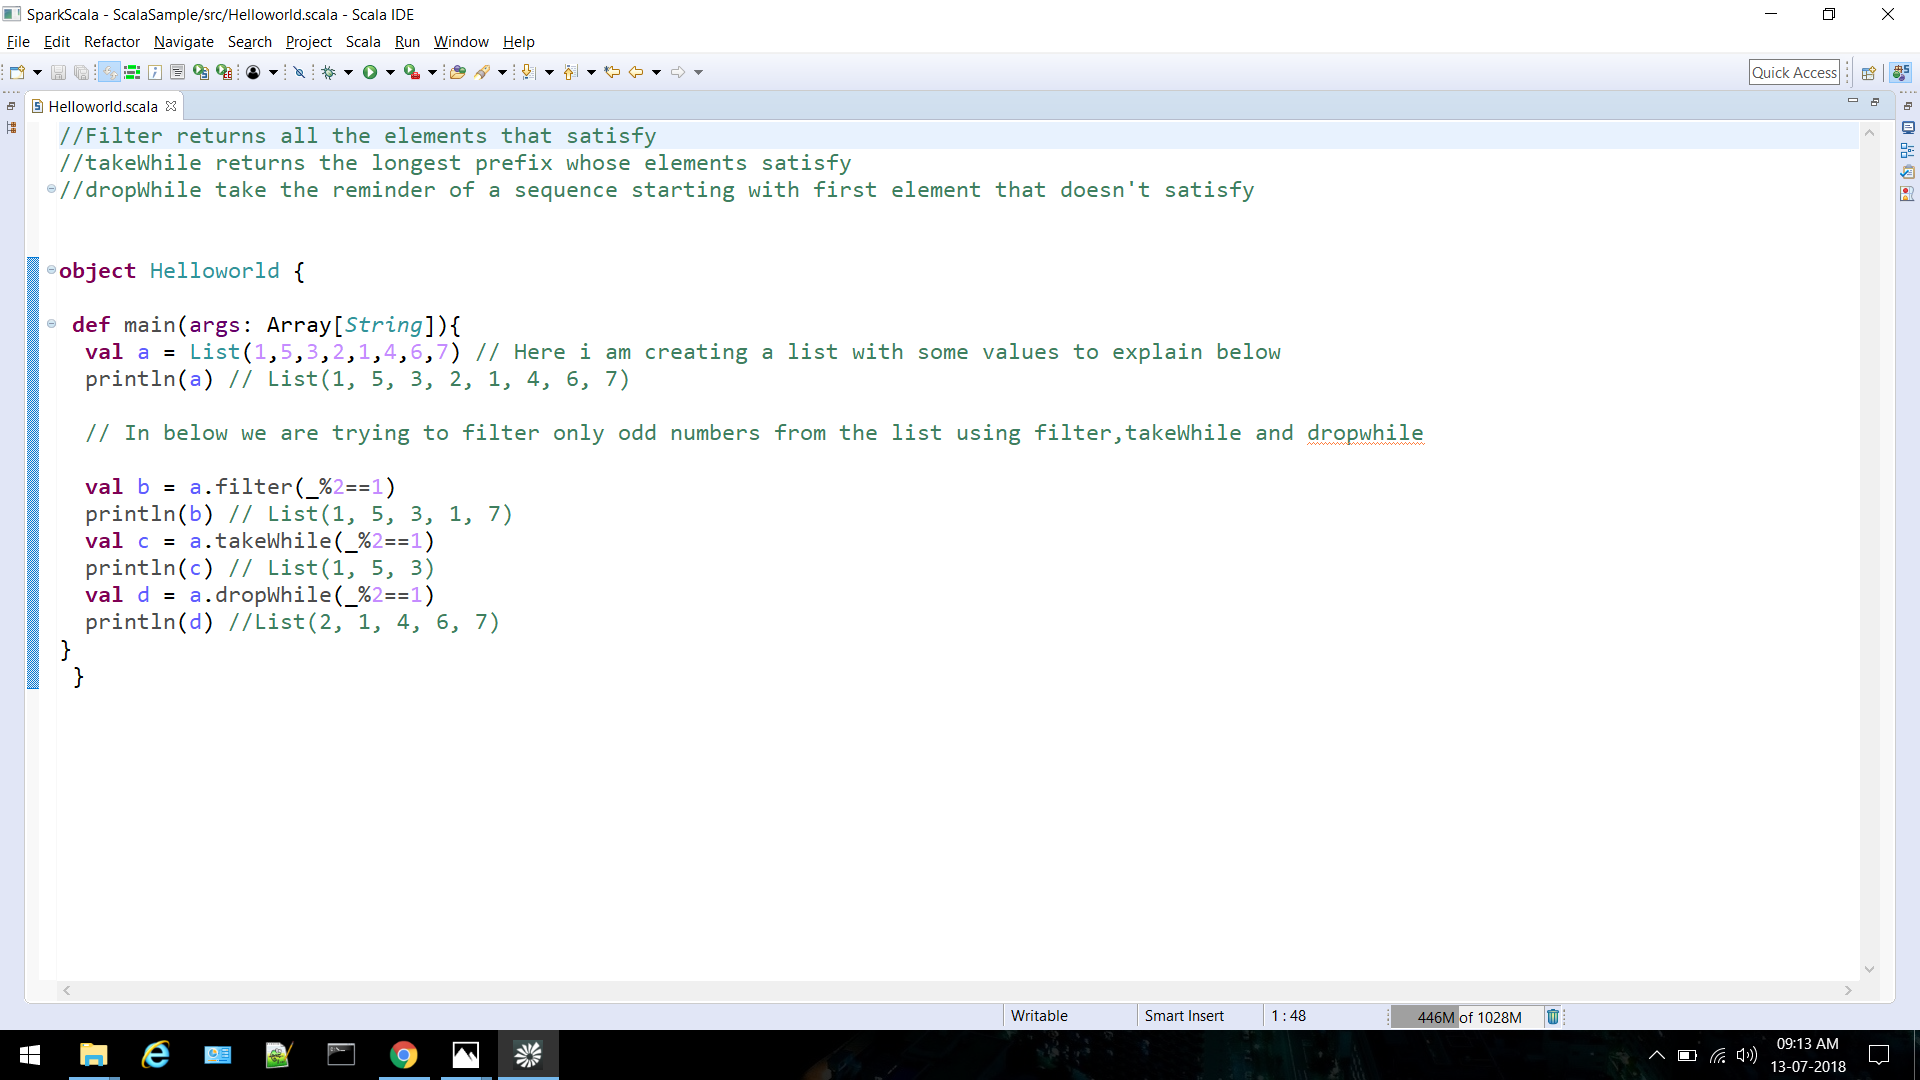 SparkScala - ScalaSample/src/Helloworld.scala - Scala IDE
File Edit Refactor Navigate Search Project Scala Run Window Help
Quick Access
Helloworld.scala
//Filter returns all the elements that satisfy
//takeWhile returns the longest prefix whose elements satisfy
//dropWhile take the reminder of a sequence starting with first element that doesn't satisfy
object Helloworld {
def main(args: Array[String]){
val a = List(1,5,3,2,1,4,6,7) // Here i am creating a list with some values to explain below
println(a) // List(1, 5, 3, 2, 1, 4, 6, 7)
// In below we are trying to filter only odd numbers from the list using filter,takeWhile and dropwhile
val b = a.filter(_%2==1)
println(b) // List(1, 5, 3, 1, 7)
val c = a.takeWhile(_%2==1)
println(c) // List(1, 5, 3)
val d = a.dropWhile(_%2==1)
println(d) //List(2, 1, 4, 6, 7)
}
}
Writable Smart Insert 1 : 48 446M of 1028M
09:13 AM
13-07-2018